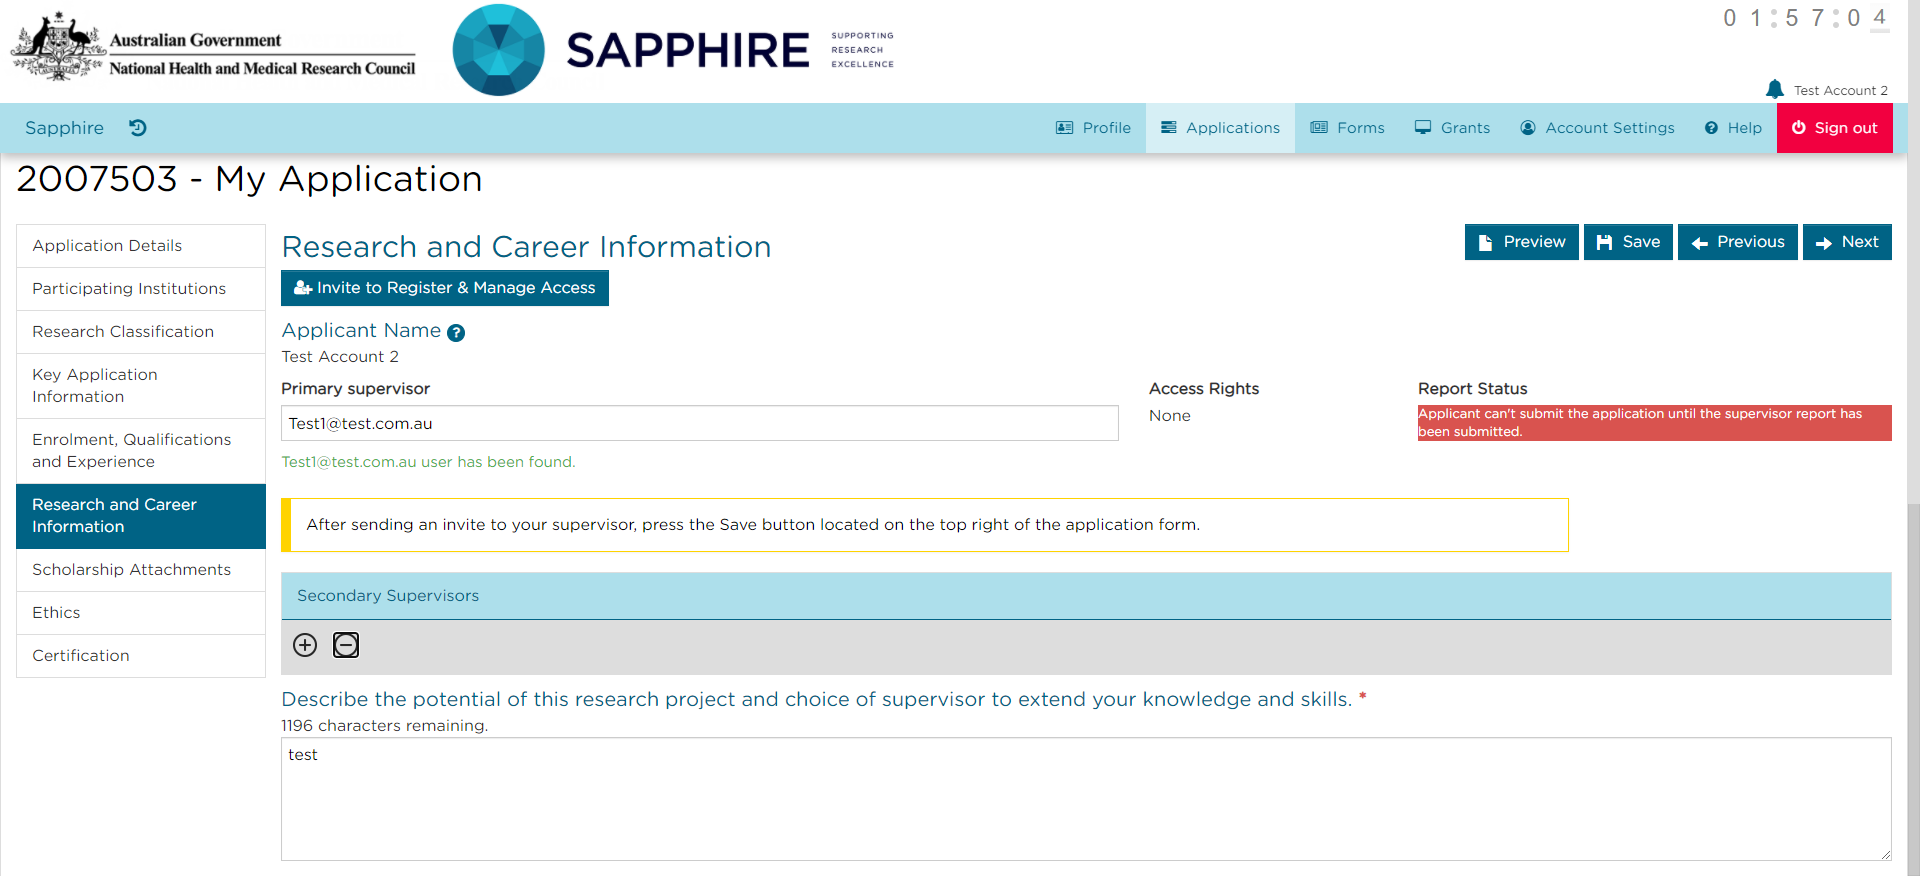 Australian Government
National Health and Medical Research Council
SAPPHIRE
SUPPORTING
RESEARCH
EXCELLENCE
01:57:04
Test Account 2
Sapphire
Profile
Applications
Forms
Grants
Account Settings
Help
Sign out
2007503 - My Application
Application Details
Participating Institutions
Research Classification
Key Application
Information
Enrolment, Qualifications
and Experience
Research and Career
Information
Scholarship Attachments
Ethics
Certification
Research and Career Information
Preview
Save
Previous
Next
Invite to Register & Manage Access
Applicant Name ?
Test Account 2
Primary supervisor
Access Rights
Report Status
Test1@test.com.au
None
Applicant can't submit the application until the supervisor report has
been submitted.
Test1@test.com.au user has been found.
After sending an invite to your supervisor, press the Save button located on the top right of the application form.
Secondary Supervisors
Describe the potential of this research project and choice of supervisor to extend your knowledge and skills. *
1196 characters remaining.
test